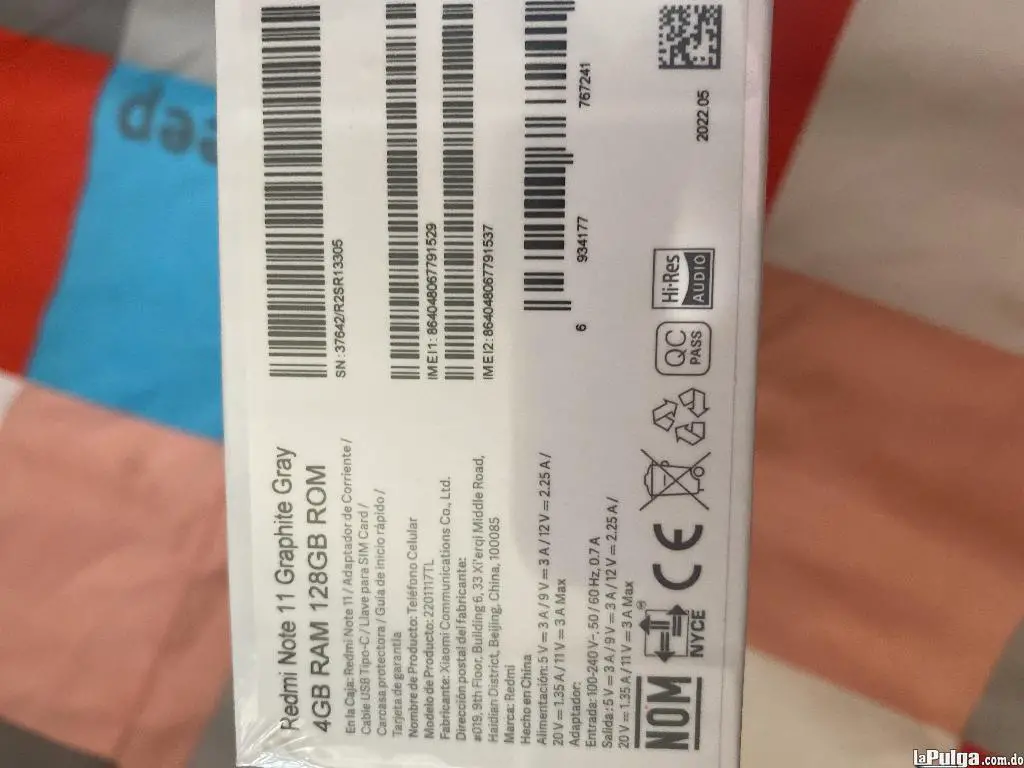 Redmi Note 11 Graphite Gray
4GB RAM 128GB ROM
En la Caja: Redmi Note 11 / Adaptador de Corriente /
Cable USB Tipo-C / Llave para SIM Card /
Carcasa protectora / Guía de inicio rápido /
Tarjeta de garantía
Nombre de Producto: Teléfono Celular
Modelo de Producto: 2201117TL
Fabricante: Xiaomi Communications Co., Ltd.
Dirección postal del fabricante:
#019, 9th Floor, Building 6, 33 Xi'erqi Middle Road,
Haidian District, Beijing, China, 100085
Marca: Redmi
Hecho en China
Alimentación: 5 V = 3 A / 9 V = 3 A / 12 V = 2.25 A /
20 V = 1.35 A / 11 V = 3 A Max
Adaptador:
Entrada: 100-240 V~, 50 / 60 Hz, 0.7 A
Salida: 5 V = 3 A / 9 V = 3 A / 12 V = 2.25 A /
20 V = 1.35 A / 11 V = 3 A Max
SN: 37642/R2SR13305
IMEI1: 864048067791529
IMEI2: 864048067791537
6 934177 767241
NOM
NYCE ®
CE
QC
PASS
Hi-Res
AUDIO
2022.05
laPulga.com.do